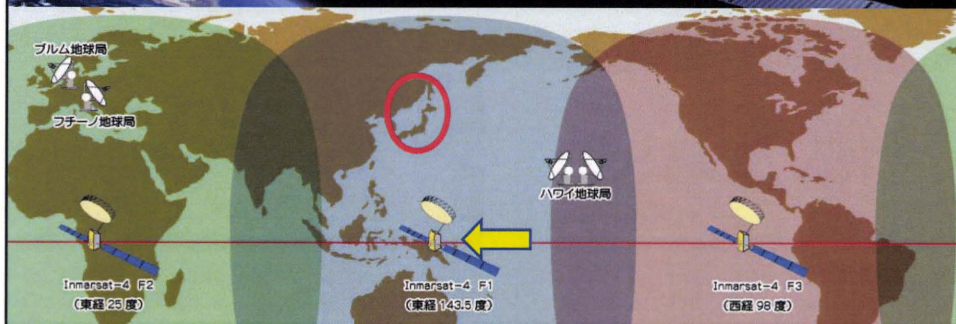 ブルム地球局
フチーノ地球局
ハワイ地球局
Inmarsat-4 F2
(東経 25 度)
Inmarsat-4 F1
(東経 143.5 度)
Inmarsat-4 F3
(西経 98 度)